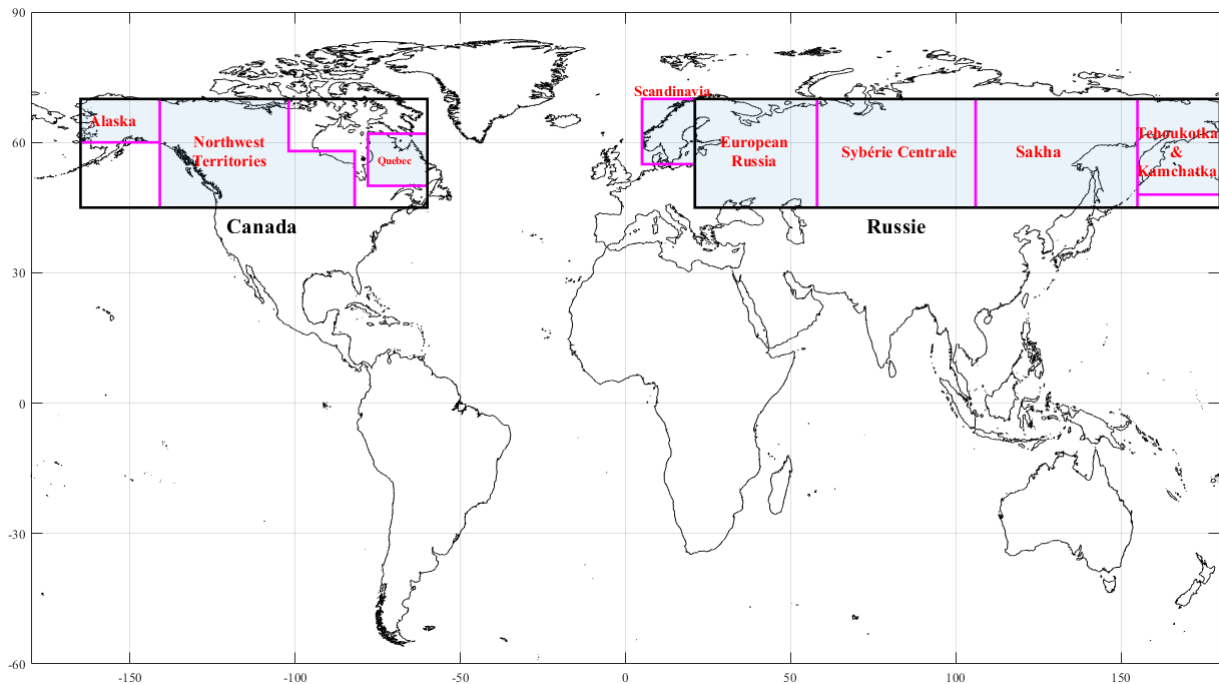 90
60
30
0
-30
-60
-150
-100
-50
0
50
100
150
Scandinavia
Alaska
Northwest
Territories
Quebec
European
Russia
Sybérie Centrale
Sakha
Tchoukotka
&
Kamchatka
Canada
Russie